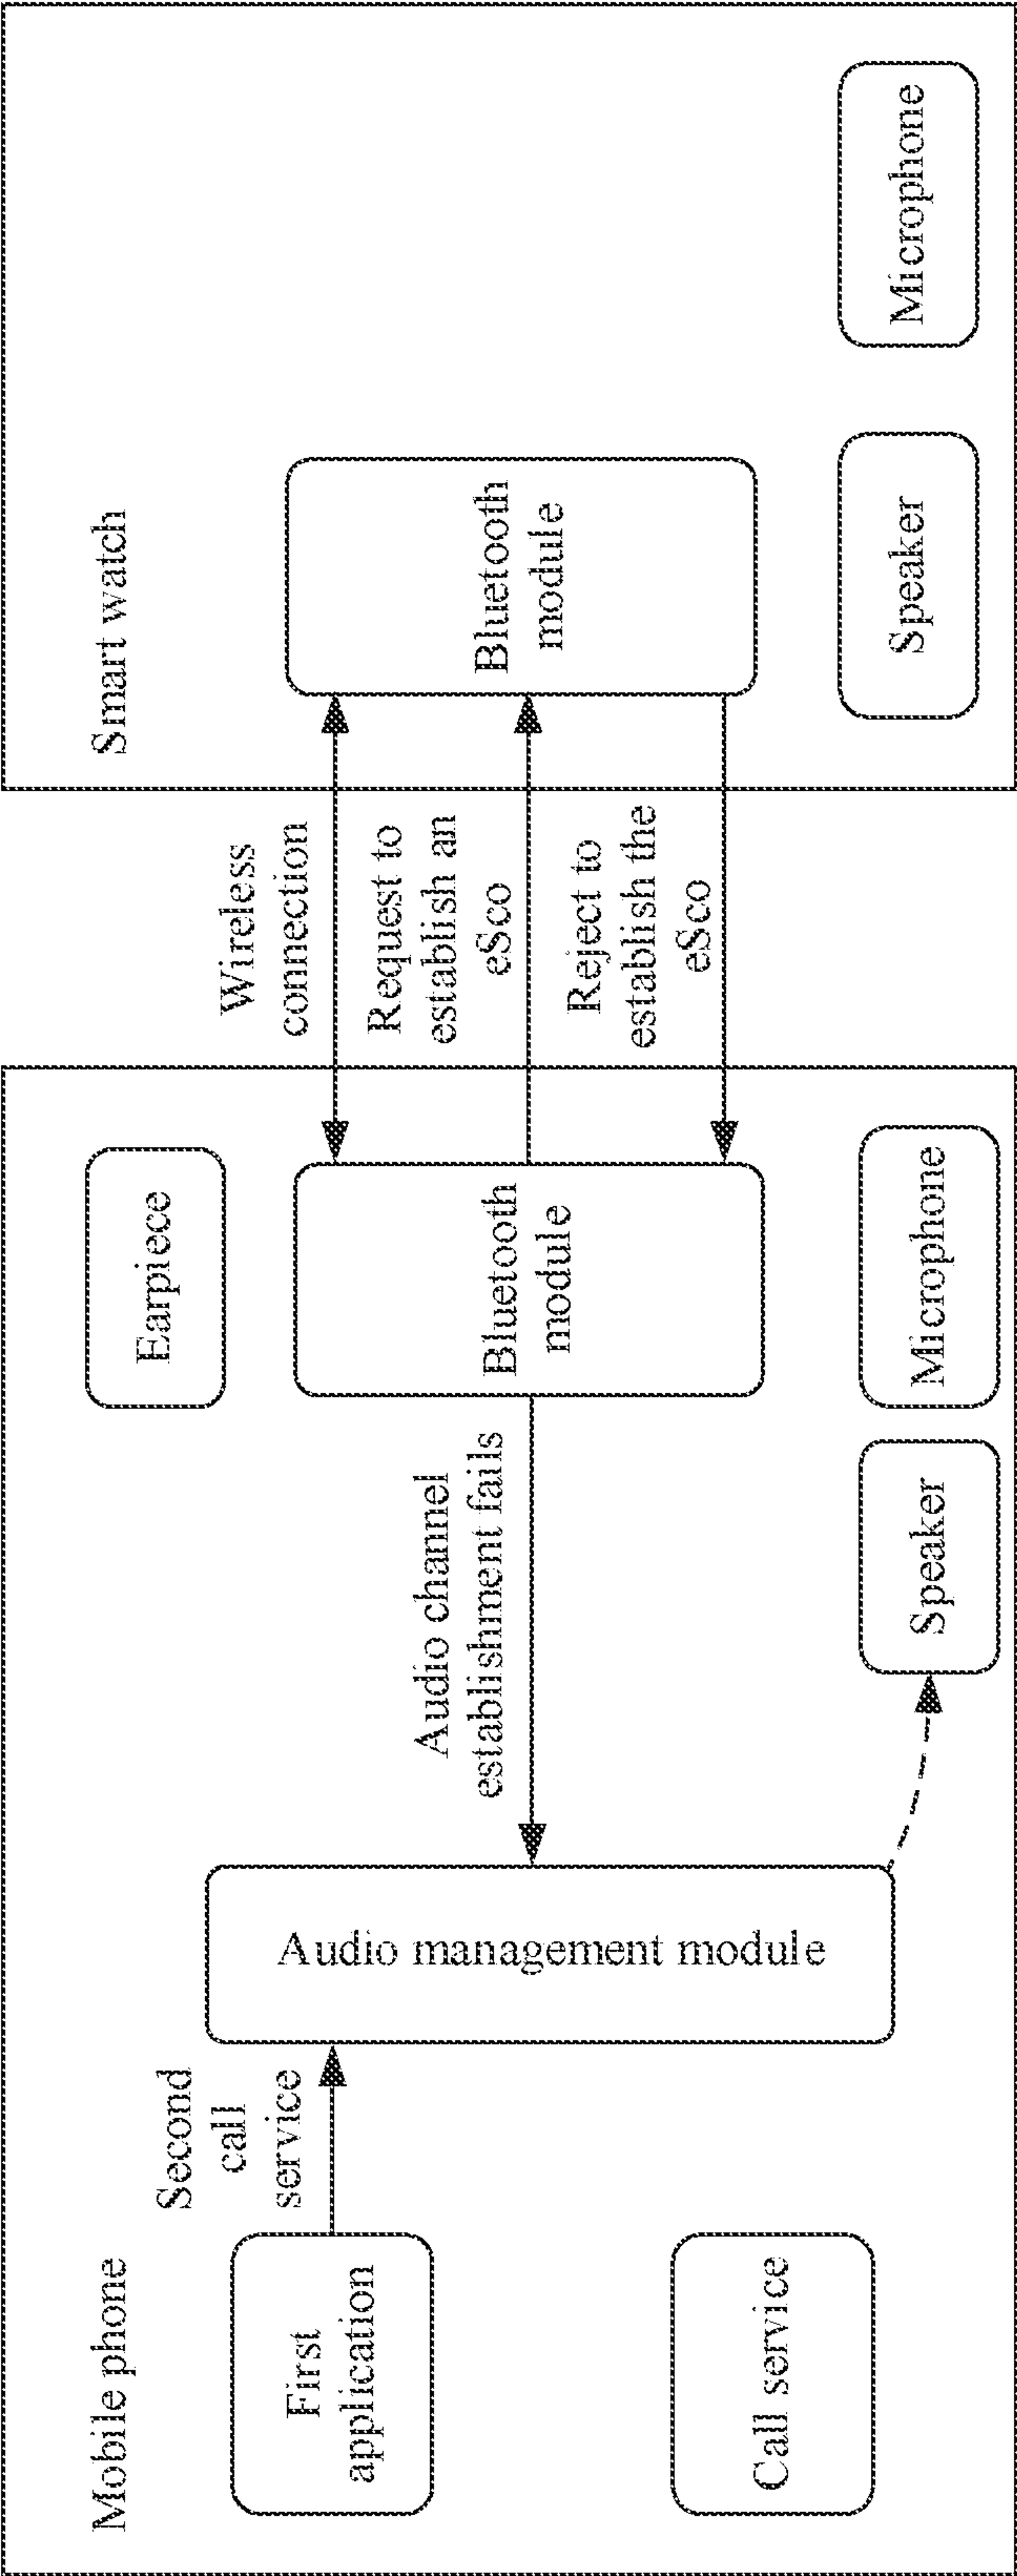 Mobile phone
First
application
Call service
Second
call
service
Audio management module
Audio channel
establishment fails
Earpiece
Bluetooth
module
Speaker
Microphone
Wireless
connection
Request to
establish an
eSco
Reject to
establish the
eSco
Smart watch
Bluetooth
module
Speaker
Microphone